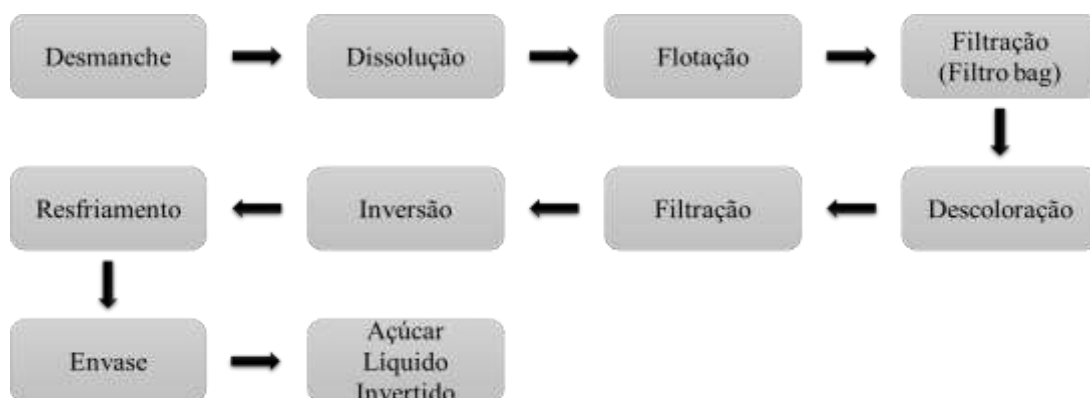 Desmanche
Dissolução
Flotação
Filtração
(Filtro bag)
Descoloração
Filtração
Inversão
Resfriamento
Envase
Açúcar
Líquido
Invertido